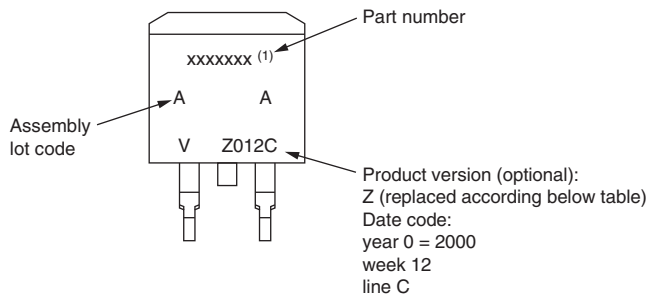 Part number
xxxxxxx (1)
A A
Assembly
lot code
V Z012C
Product version (optional):
Z (replaced according below table)
Date code:
year 0 = 2000
week 12
line C